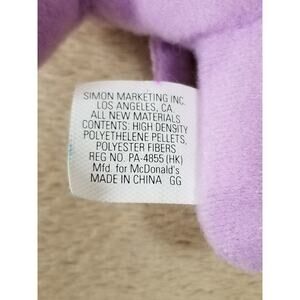 SIMON MARKETING INC.
LOS ANGELES, CA.
ALL NEW MATERIALS
CONTENTS: HIGH DENSITY
POLYETHELENE PELLETS,
POLYESTER FIBERS
REG NO. PA-4855 (HK)
Mfd. for McDonald's
MADE IN CHINA GG